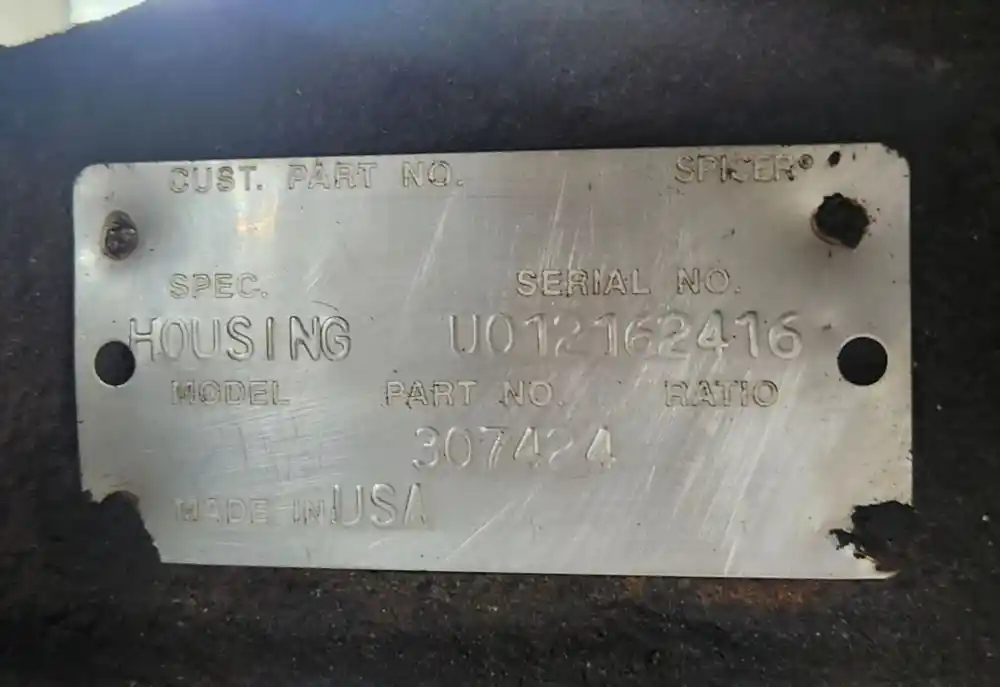 CUST. PART NO. SPICER®
SPEC. SERIAL NO.
HOUSING U012162416
MODEL PART NO. RATIO
307424
MADE IN USA